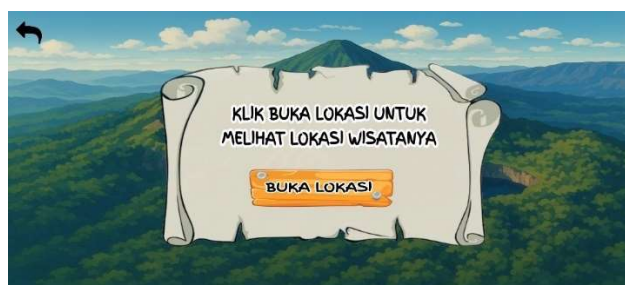 KLIK BUKA LOKASI UNTUK
MELIHAT LOKASI WISATANYA
BUKA LOKASI